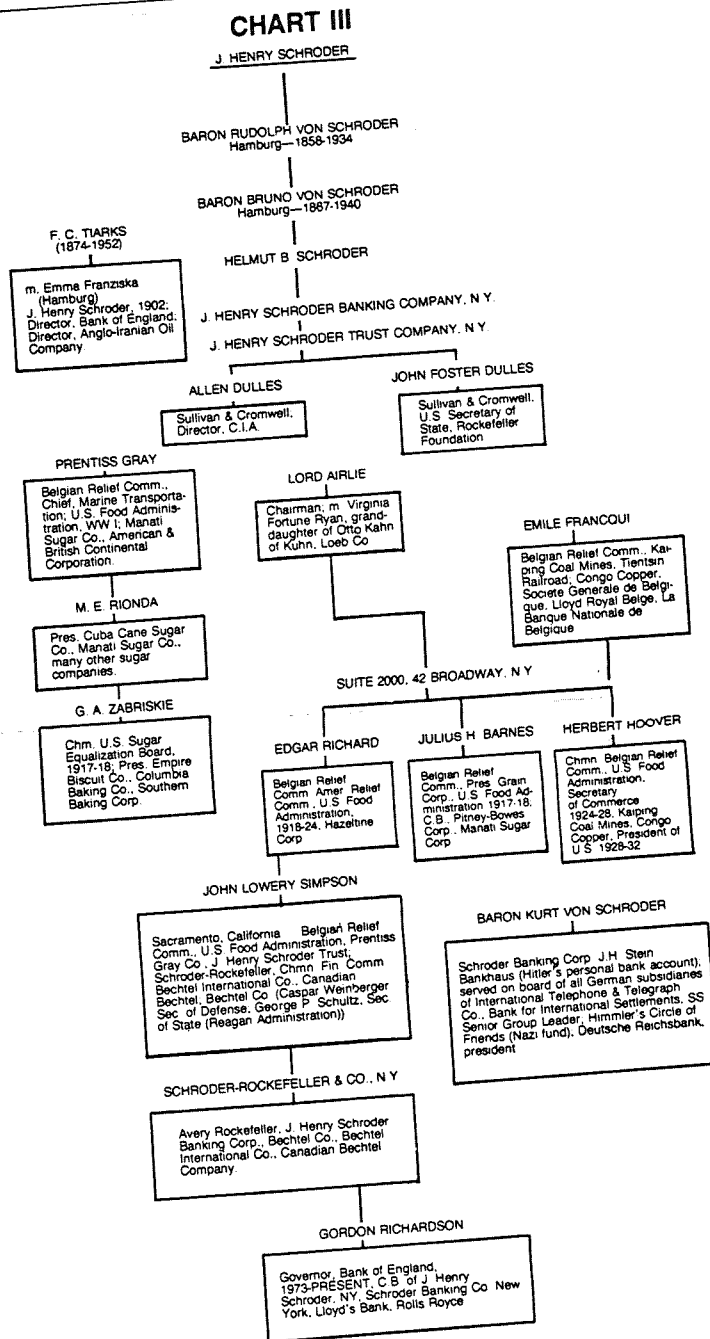 CHART III
J. HENRY SCHRODER
BARON RUDOLPH VON SCHRODER
Hamburg—1858-1934
BARON BRUNO VON SCHRODER
Hamburg—1867-1940
F. C. TIARKS
(1874-1952)
m. Emma Franziska
(Hamburg)
J. Henry Schroder, 1902;
Director, Bank of England;
Director, Anglo-Iranian Oil
Company.
HELMUT B SCHRODER
J. HENRY SCHRODER BANKING COMPANY, N Y.
J. HENRY SCHRODER TRUST COMPANY, N.Y.
ALLEN DULLES
Sullivan & Cromwell,
Director, C.I.A.
JOHN FOSTER DULLES
Sullivan & Cromwell,
U.S Secretary of
State, Rockefeller
Foundation
PRENTISS GRAY
Belgian Relief Comm.,
Chief, Marine Transporta-
tion; U.S. Food Adminis-
tration, WW I; Manati
Sugar Co., American &
British Continental
Corporation.
LORD AIRLIE
Chairman; m Virginia
Fortune Ryan, grand-
daughter of Otto Kahn
of Kuhn, Loeb Co
EMILE FRANCQUI
Belgian Relief Comm., Kai-
ping Coal Mines, Tientsin
Railroad; Congo Copper,
Societe Generale de Belgi-
que, Lloyd Royal Belge, La
Banque Nationale de
Belgique
M. E. RIONDA
Pres. Cuba Cane Sugar
Co., Manati Sugar Co.,
many other sugar
companies.
G. A. ZABRISKIE
Chm. U.S. Sugar
Equalization Board,
1917-18; Pres. Empire
Biscuit Co., Columbia
Baking Co., Southern
Baking Corp.
SUITE 2000, 42 BROADWAY, N Y
EDGAR RICHARD
Belgian Relief
Comm Amer Relief
Comm , U.S Food
Administration,
1918-24, Hazeltine
Corp
JULIUS H BARNES
Belgian Relief
Comm., Pres Grain
Corp., U.S Food Ad-
ministration 1917-18,
C.B., Pitney-Bowes
Corp , Manati Sugar
Corp
HERBERT HOOVER
Chmn Belgian Relief
Comm , U S Food
Administration,
Secretary
of Commerce
1924-28, Kaiping
Coal Mines, Congo
Copper, President of
U S 1928-32
JOHN LOWERY SIMPSON
Sacramento, California Belgian Relief
Comm., U.S. Food Administration, Prentiss
Gray Co , J Henry Schroder Trust;
Schroder-Rockefeller, Chmn Fin Comm
Bechtel International Co., Canadian
Bechtel, Bechtel Co (Caspar Weinberger
Sec of Defense, George P Schultz, Sec
of State (Reagan Administration))
BARON KURT VON SCHRODER
Schroder Banking Corp J.H Stein
Bankhaus (Hitler's personal bank account);
served on board of all German subsidianes
of International Telephone & Telegraph
Co., Bank for International Settlements, SS
Senior Group Leader, Himmler's Circle of
Friends (Nazi fund), Deutsche Reichsbank,
president
SCHRODER-ROCKEFELLER & CO., N Y
Avery Rockefeller, J. Henry Schroder
Banking Corp., Bechtel Co., Bechtel
International Co., Canadian Bechtel
Company.
GORDON RICHARDSON
Governor, Bank of England,
1973-PRESENT, C B of J Henry
Schroder, NY, Schroder Banking Co New
York, Lloyd's Bank, Rolls Royce